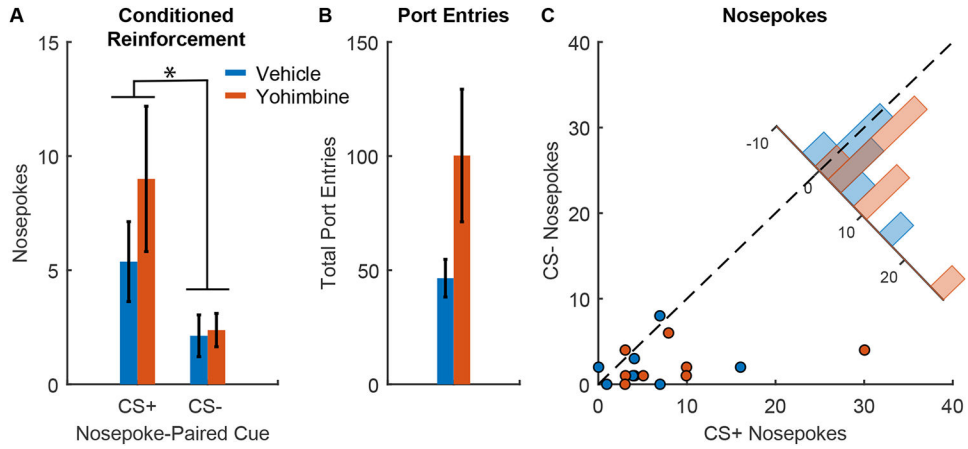 A
Conditioned
Reinforcement
15
10
5
0
Nosepokes
*
Vehicle
Yohimbine
CS+
CS-
Nosepoke-Paired Cue
B
Port Entries
150
100
50
0
Total Port Entries
C
Nosepokes
40
30
20
10
0
CS- Nosepokes
-10
0
10
20
0
10
20
30
40
CS+ Nosepokes